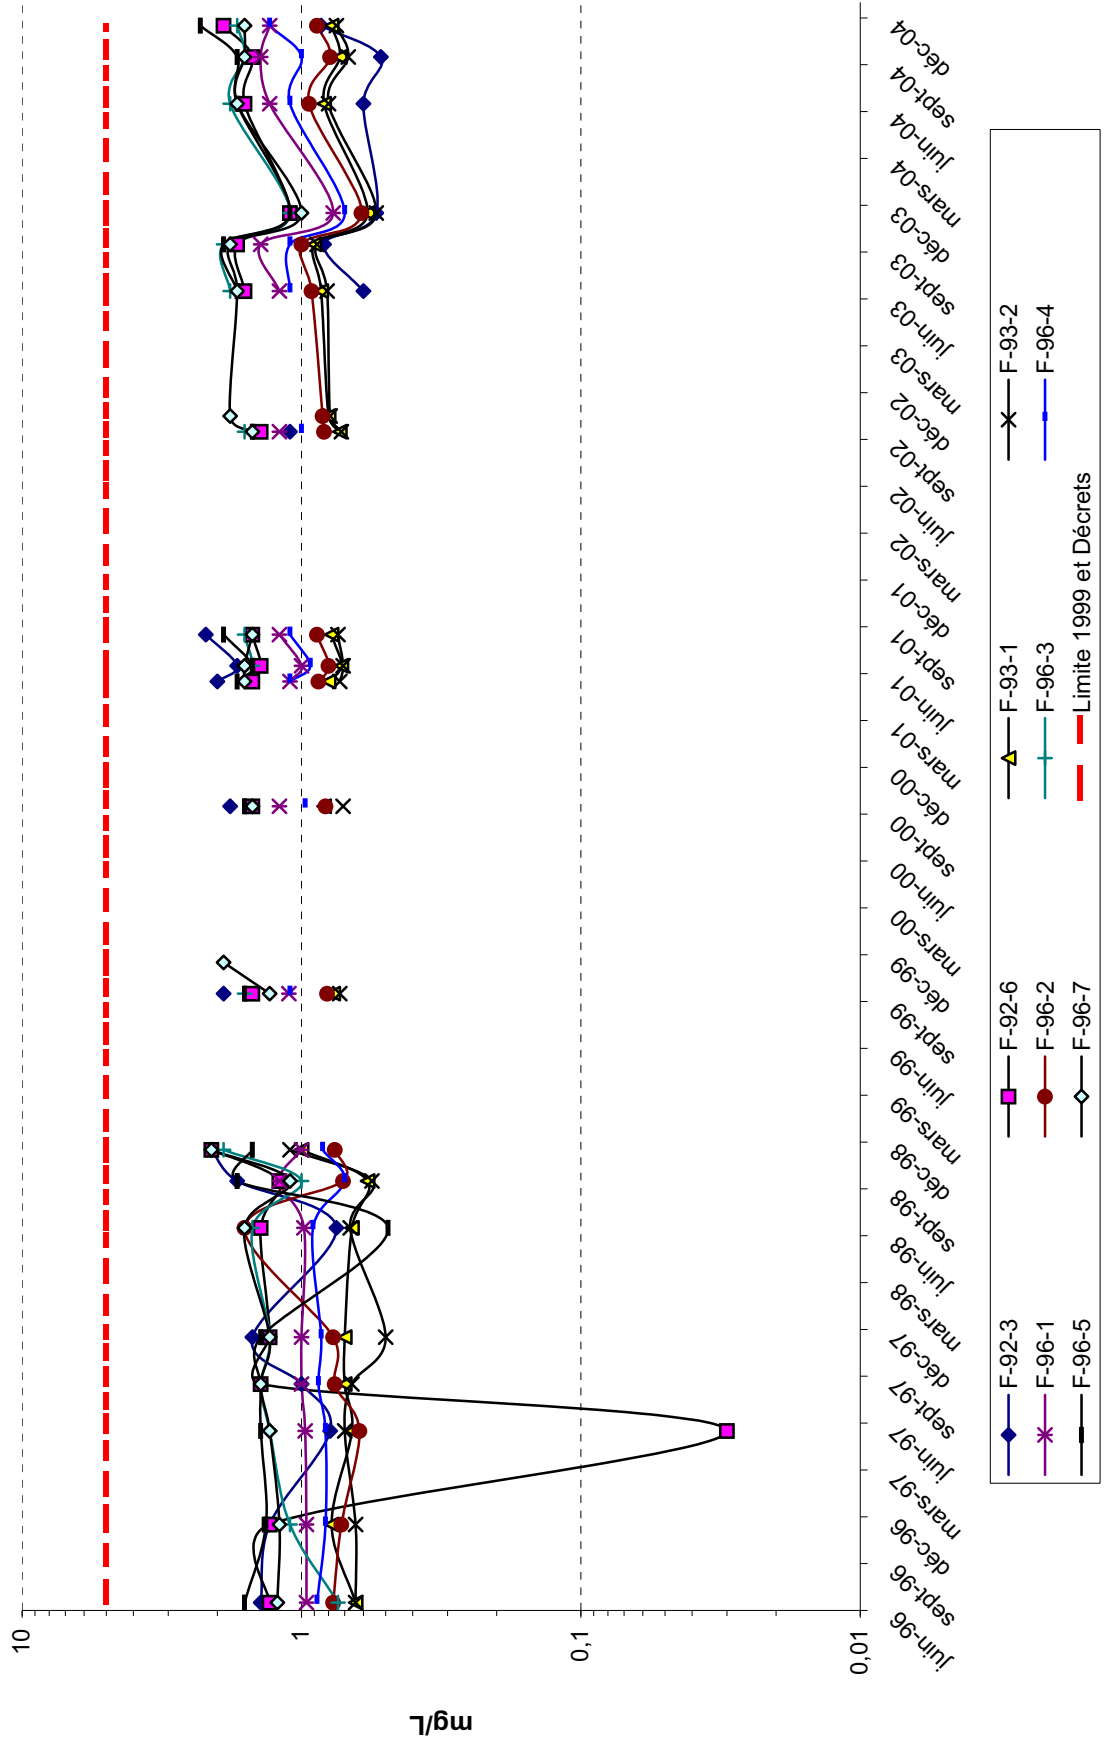 mg/L
10
1
0,1
0,01
juin-96
sept-96
déc-96
mars-97
juin-97
sept-97
déc-97
mars-98
juin-98
sept-98
déc-98
mars-99
juin-99
sept-99
déc-99
mars-00
juin-00
sept-00
déc-00
mars-01
juin-01
sept-01
déc-01
mars-02
juin-02
sept-02
déc-02
mars-03
juin-03
sept-03
déc-03
mars-04
juin-04
sept-04
déc-04
F-92-3 F-92-6 F-93-1 F-93-2
F-96-1 F-96-2 F-96-3 F-96-4
F-96-5 F-96-7 Limite 1999 et Décrets